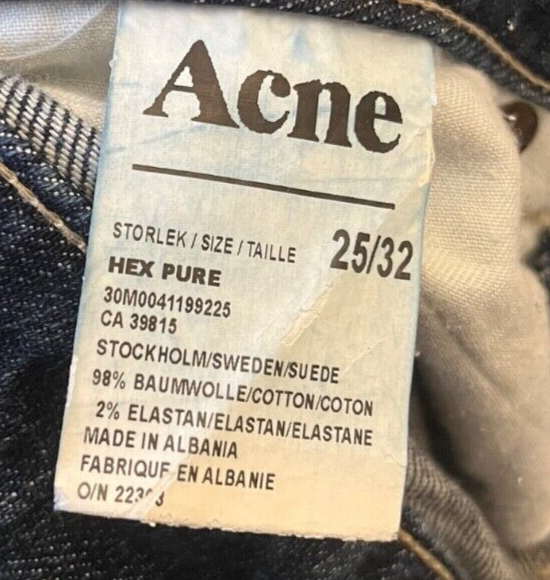 Acne
STORLEK / SIZE / TAILLE 25/32
HEX PURE
30M0041199225
CA 39815
STOCKHOLM/SWEDEN/SUEDE
98% BAUMWOLLE/COTTON/COTON
2% ELASTAN/ELASTAN/ELASTANE
MADE IN ALBANIA
FABRIQUE EN ALBANIE
O/N